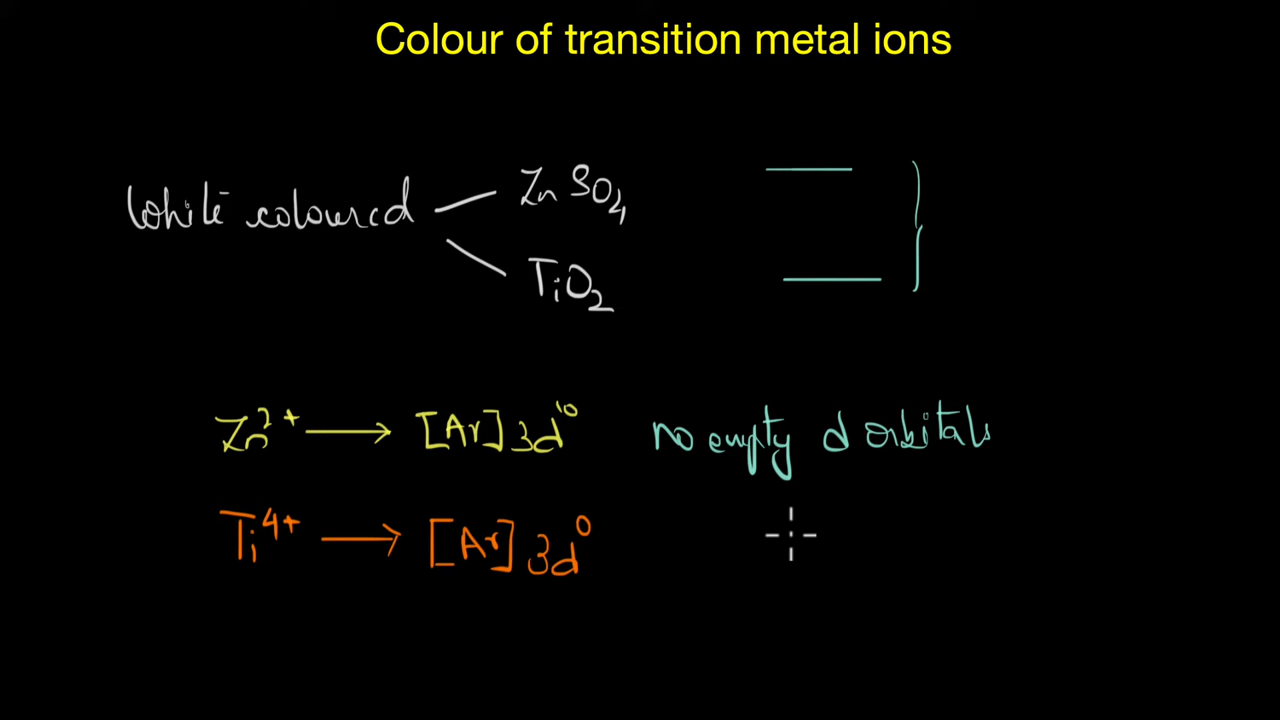 Colour of transition metal ions
White coloured
ZnSO4
TiO2
Zn2+ → [Ar] 3d10 no empty d orbitals
Ti4+ → [Ar] 3d0